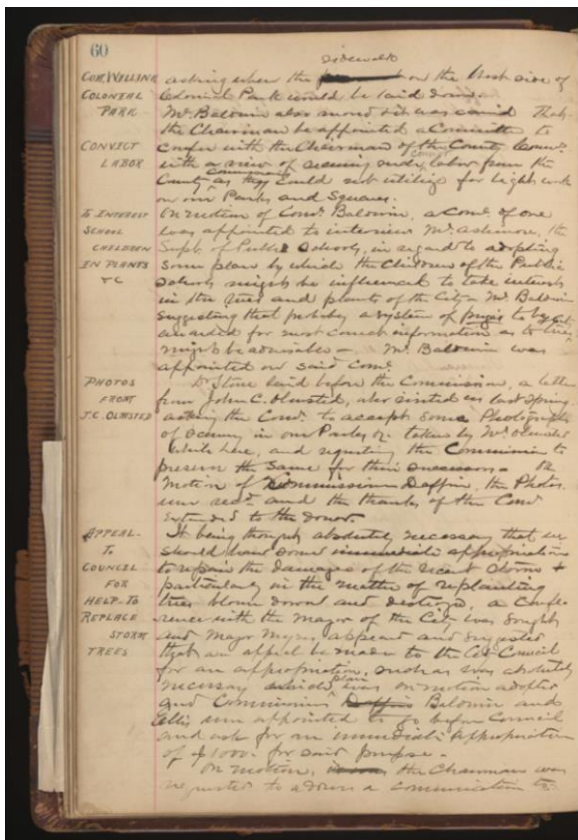 60
sidewalk
COM. WELLINK asking when the on the West side of
COLONIAL Colonial Park would be laid down.
PARK Mr. Baldwin also moved & it was carried That
the Chairman be appointed a Committee to
CONVICT confer with the Chairman of the County Comrs.
LABOR with a view of securing convict labor from the
County as they could not utilize for light work
on our Parks and Squares.
TO INTEREST On motion of Comr. Baldwin, a Com. of one
SCHOOL was appointed to interview Mr. Ashmore, the
CHILDREN Supt. of Public Schools, in regard to adopting
IN PLANTS some plan by which the Children of the Public
&C Schools might be influenced to take interest
in the trees and plants of the City. Mr. Baldwin
suggesting that probably a system of prizes to be
awarded for most correct information as to
might be advisable — Mr. Baldwin was
appointed on said Com.
PHOTOS Dr. Stone laid before the Commission, a letter
FROM from John C. Olmsted, who visited us last Spring.
J.C. OLMSTED asking the Com. to accept some Photographs
of Scenery in our Parks &c taken by Mr. Olmsted
while here, and requesting the Commission to
preserve the same for their successors — On
motion of Commissioner Daffin, the Photos.
were recd. and the thanks of the Com
extended to the donor.
APPEAL — It being thought absolutely necessary that we
TO should have some immediate appropriations
COUNCIL to repair the damages of the recent storm &
FOR particularly in the matter of replanting
HELP — TO trees blown down and destroyed, a Confe-
REPLACE rence with the Mayor of the City was sought
STORM and Mayor Myers appeared and suggested
TREES that an appeal be made to the City Council
for an appropriation, such as was absolutely
necessary which plan was on motion adopted
and Commissioners Daffin Baldwin and
were appointed to go before Council
and ask for an immediate appropriation
of $1000. for said purpose.
On motion, the Chairman was
requested to address a communication to